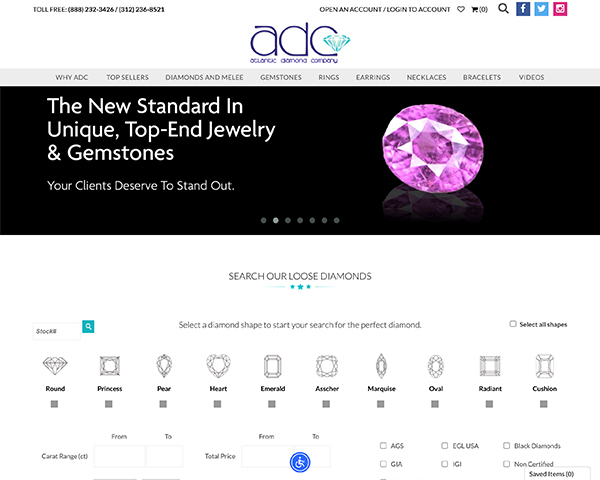 TOLL FREE: (888) 232-3426 / (312) 236-8521
OPEN AN ACCOUNT / LOGIN TO ACCOUNT (0)
adc
atlantic diamond company
WHY ADC TOP SELLERS DIAMONDS AND MELEE GEMSTONES RINGS EARRINGS NECKLACES BRACELETS VIDEOS
The New Standard In
Unique, Top-End Jewelry
& Gemstones
Your Clients Deserve To Stand Out.
SEARCH OUR LOOSE DIAMONDS
Stock#
Select a diamond shape to start your search for the perfect diamond.
Select all shapes
Round Princess Pear Heart Emerald Asscher Marquise Oval Radiant Cushion
From To From To
AGS EGL USA Black Diamonds
Carat Range (ct) Total Price
GIA IGI Non Certified
Saved Items (0)